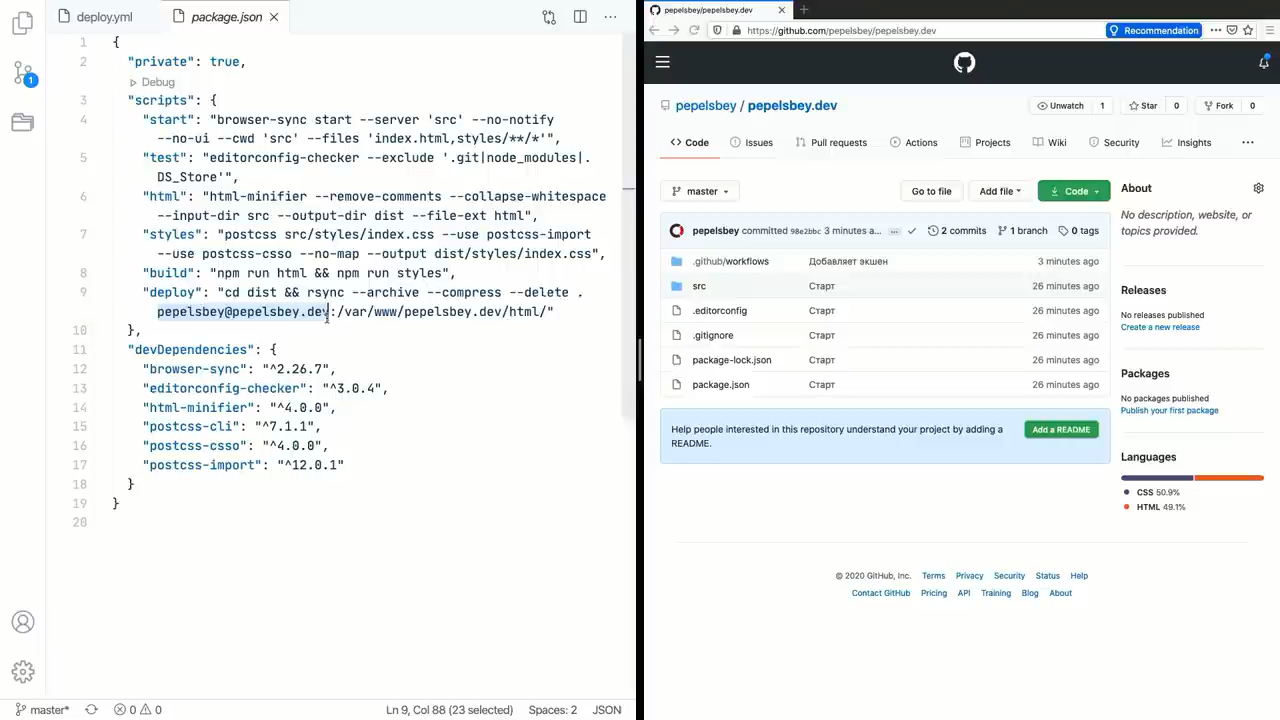 deploy.yml
package.json
1 {
2 "private": true,
Debug
3 "scripts": {
4 "start": "browser-sync start --server 'src' --no-notify
--no-ui --cwd 'src' --files 'index.html,styles/**/*'",
5 "test": "editorconfig-checker --exclude '.git|node_modules|.
DS_Store'",
6 "html": "html-minifier --remove-comments --collapse-whitespace
--input-dir src --output-dir dist --file-ext html",
7 "styles": "postcss src/styles/index.css --use postcss-import
--use postcss-csso --no-map --output dist/styles/index.css",
8 "build": "npm run html && npm run styles",
9 "deploy": "cd dist && rsync --archive --compress --delete .
pepelsbey@pepelsbey.dev:/var/www/pepelsbey.dev/html/"
10 },
11 "devDependencies": {
12 "browser-sync": "^2.26.7",
13 "editorconfig-checker": "^3.0.4",
14 "html-minifier": "^4.0.0",
15 "postcss-cli": "^7.1.1",
16 "postcss-csso": "^4.0.0",
17 "postcss-import": "^12.0.1"
18 }
19 }
20
1
master*
0 0
Ln 9, Col 88 (23 selected)
Spaces: 2
JSON
pepelsbey/pepelsbey.dev
https://github.com/pepelsbey/pepelsbey.dev
Recommendation
pepelsbey / pepelsbey.dev
Unwatch 1
Star 0
Fork 0
Code
Issues
Pull requests
Actions
Projects
Wiki
Security
Insights
master
Go to file
Add file
Code
pepelsbey committed 98e2bbc 3 minutes a...
2 commits
1 branch
0 tags
.github/workflows Добавляет экшен 3 minutes ago
src Старт 26 minutes ago
.editorconfig Старт 26 minutes ago
.gitignore Старт 26 minutes ago
package-lock.json Старт 26 minutes ago
package.json Старт 26 minutes ago
Help people interested in this repository understand your project by adding a
README.
Add a README
About
No description, website, or
topics provided.
Releases
No releases published
Create a new release
Packages
No packages published
Publish your first package
Languages
CSS 50.9%
HTML 49.1%
© 2020 GitHub, Inc. Terms Privacy Security Status Help
Contact GitHub Pricing API Training Blog About